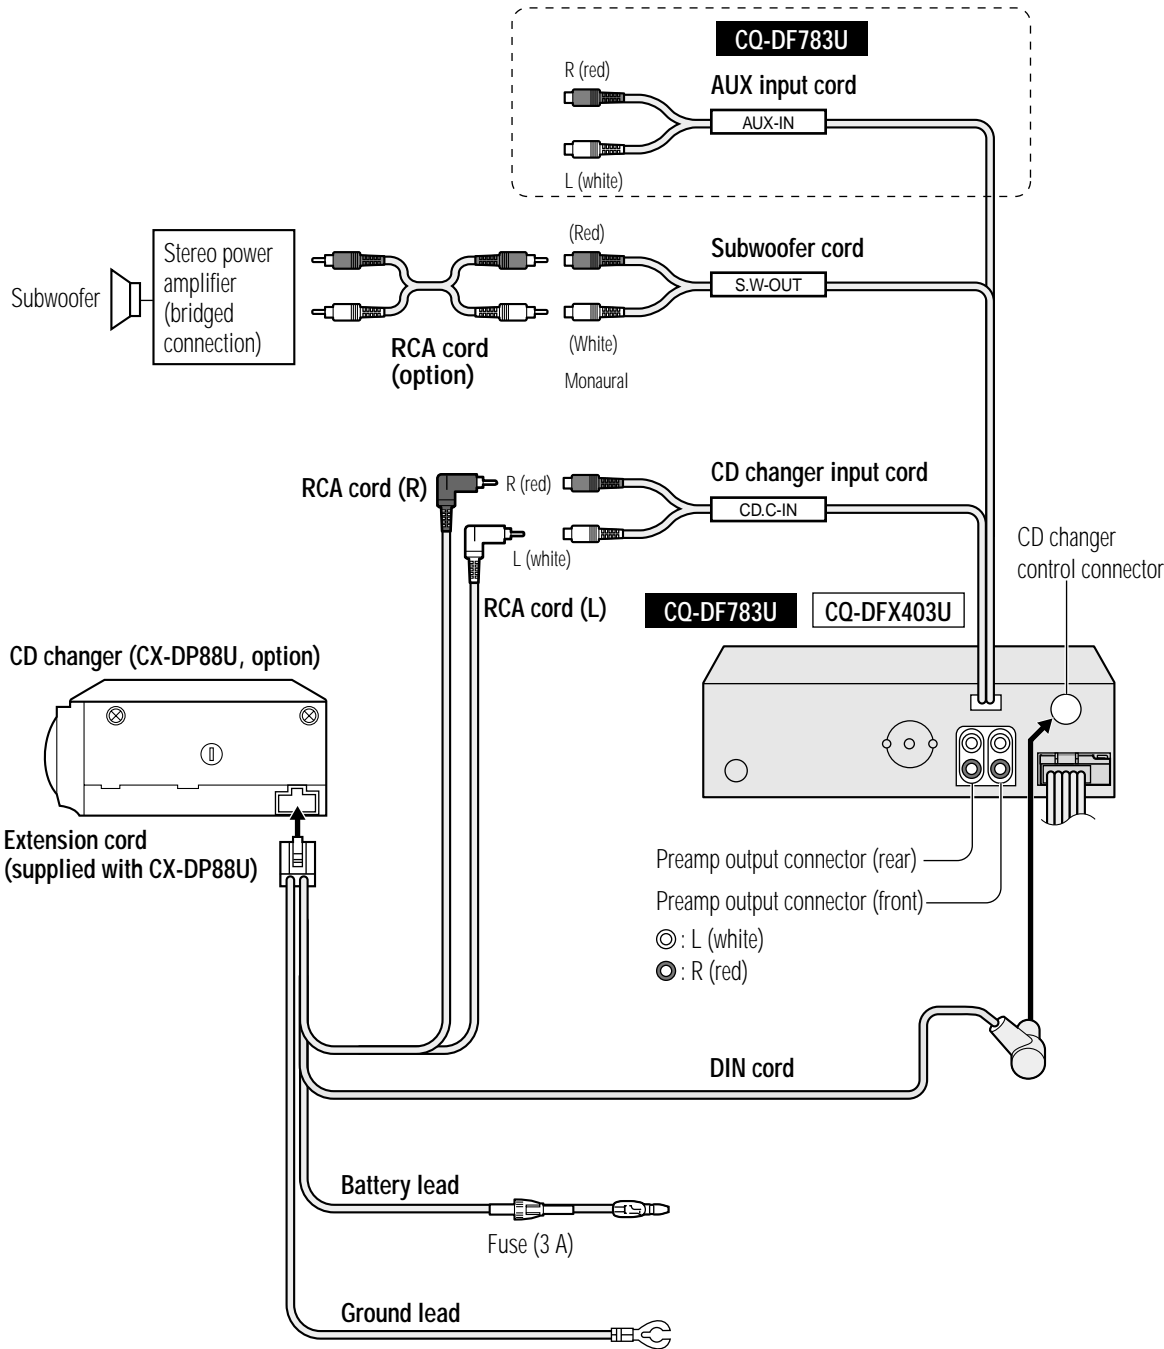 CQ-DF783U
R (red)
AUX input cord
AUX-IN
L (white)
(Red)
Subwoofer cord
Stereo power
amplifier
(bridged
connection)
Subwoofer
S.W-OUT
RCA cord
(option)
(White)
Monaural
CD changer input cord
RCA cord (R)
R (red)
CD.C-IN
L (white)
CD changer
control connector
RCA cord (L)
CQ-DF783U
CQ-DFX403U
CD changer (CX-DP88U, option)
Extension cord
(supplied with CX-DP88U)
Preamp output connector (rear)
Preamp output connector (front)
: L (white)
: R (red)
DIN cord
Battery lead
Fuse (3 A)
Ground lead